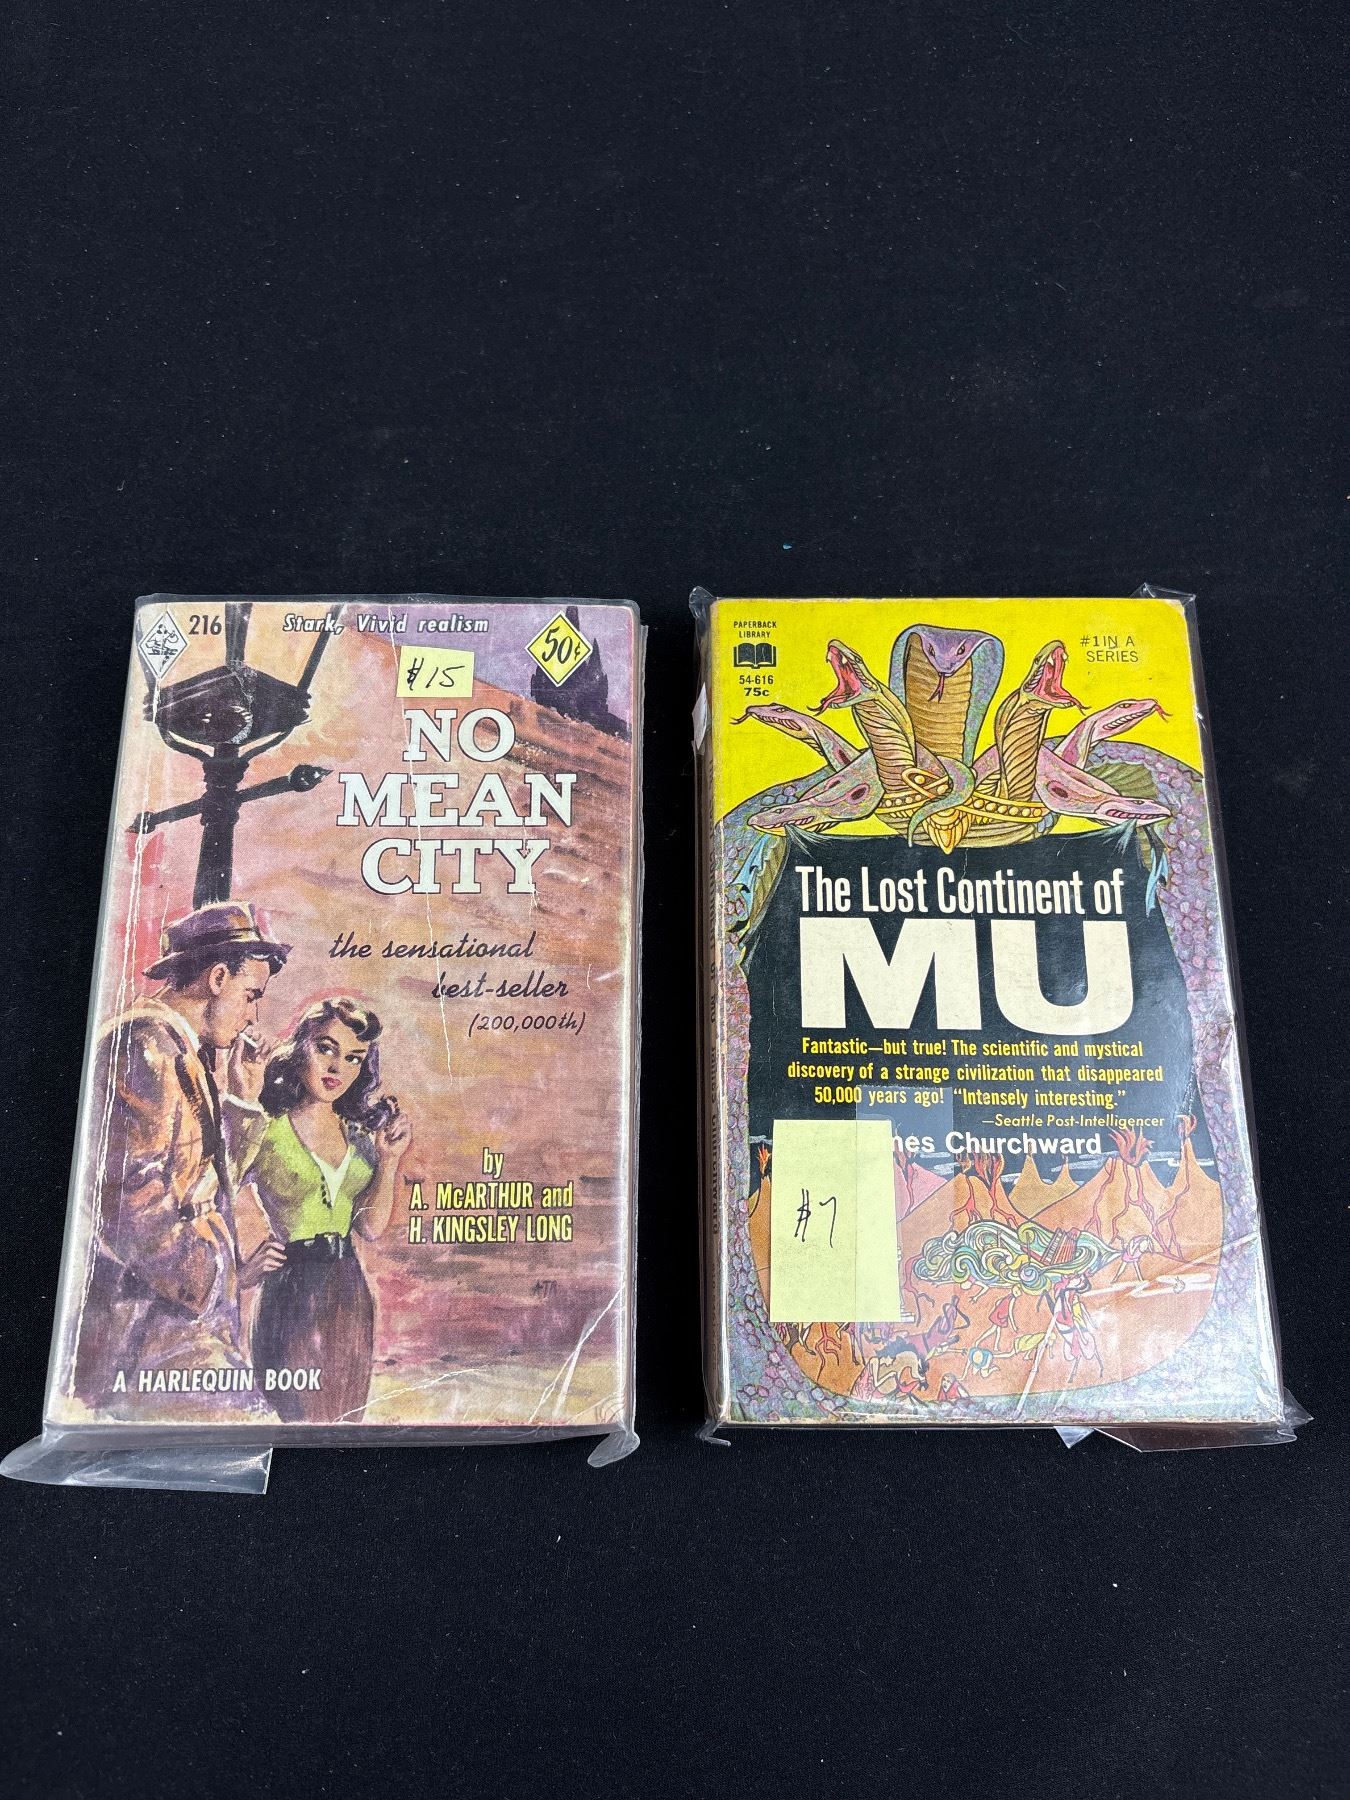 216
Stark, Vivid realism
50¢
$15
NO
MEAN
CITY
the sensational
best-seller
(200,000th)
by
A. McARTHUR and
H. KINGSLEY LONG
A HARLEQUIN BOOK
PAPERBACK
LIBRARY
54-616
75c
#1 IN A
SERIES
The Lost Continent of
MU
Fantastic—but true! The scientific and mystical
discovery of a strange civilization that disappeared
50,000 years ago! "Intensely interesting."
—Seattle Post-Intelligencer
Churchward
$7